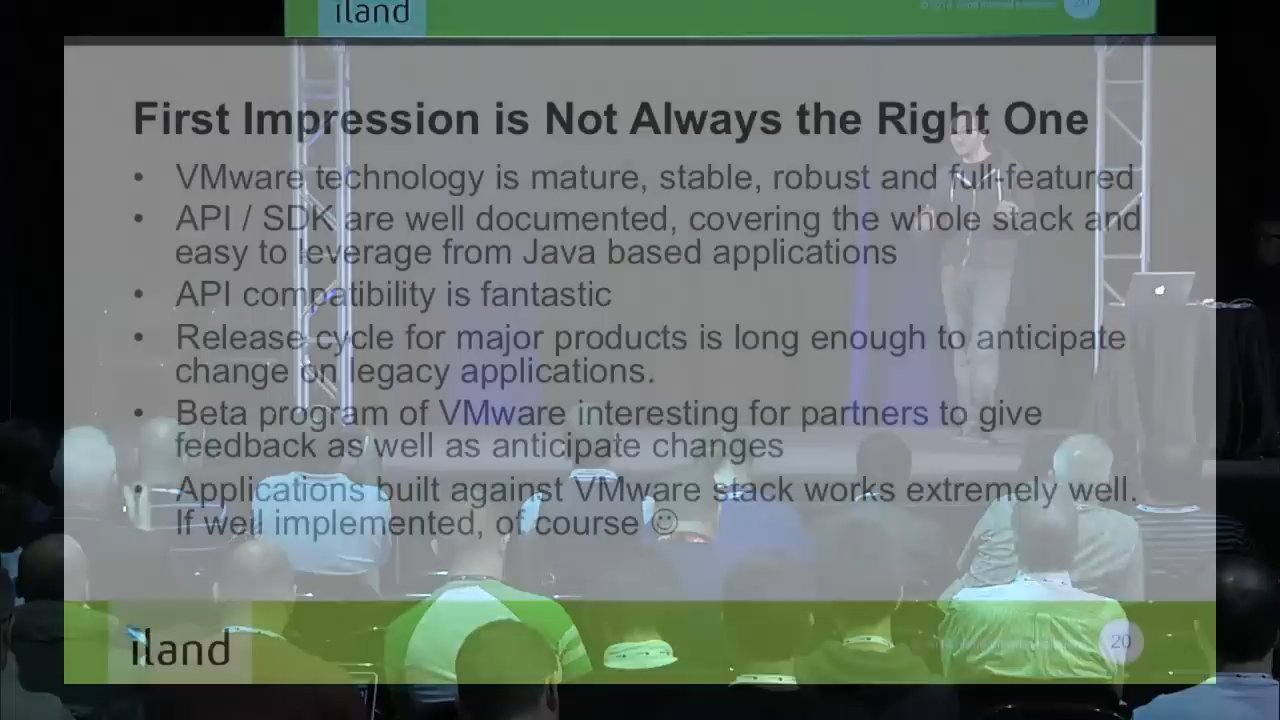 iland
20
First Impression is Not Always the Right One
• VMware technology is mature, stable, robust and full-featured
• API / SDK are well documented, covering the whole stack and
easy to leverage from Java based applications
• API compatibility is fantastic
• Release cycle for major products is long enough to anticipate
change on legacy applications.
• Beta program of VMware interesting for partners to give
feedback as well as anticipate changes
• Applications built against VMware stack works extremely well.
If well implemented, of course ☺
iland
20